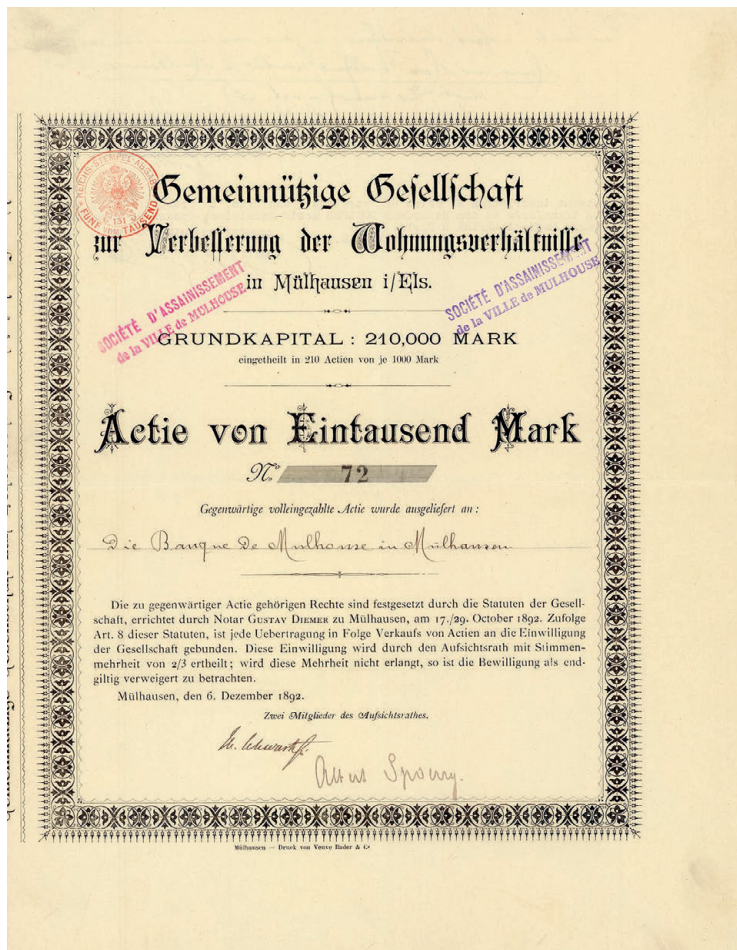 Gemeinnützige Gesellschaft
zur Verbesserung der Wohnungsverhältnisse
in Mülhausen i/Els.
SOCIÉTÉ D'ASSAINISSEMENT
de la VILLE de MULHOUSE
SOCIÉTÉ D'ASSAINISSEMENT
de la VILLE de MULHOUSE
GRUNDKAPITAL: 210,000 MARK
eingetheilt in 210 Actien von je 1000 Mark
Actie von Eintausend Mark
No. 72
Gegenwärtige volleingezahlte Actie wurde ausgeliefert an:
Die Banque de Mulhouse in Mülhausen
Die zu gegenwärtiger Actie gehörigen Rechte sind festgesetzt durch die Statuten der Gesell-
schaft, errichtet durch Notar GUSTAV DIEMER zu Mülhausen, am 17./29. October 1892. Zufolge
Art. 8 dieser Statuten, ist jede Uebertragung in Folge Verkaufs von Actien an die Einwilligung
der Gesellschaft gebunden. Diese Einwilligung wird durch den Aufsichtsrath mit Stimmen-
mehrheit von 2/3 ertheilt; wird diese Mehrheit nicht erlangt, so ist die Bewilligung als end-
giltig verweigert zu betrachten.
Mülhausen, den 6. Dezember 1892.
Zwei Mitglieder des Aufsichtsrathes.
Albert Spoerry.
Mülhausen — Druck von Veuve Bader & Cie